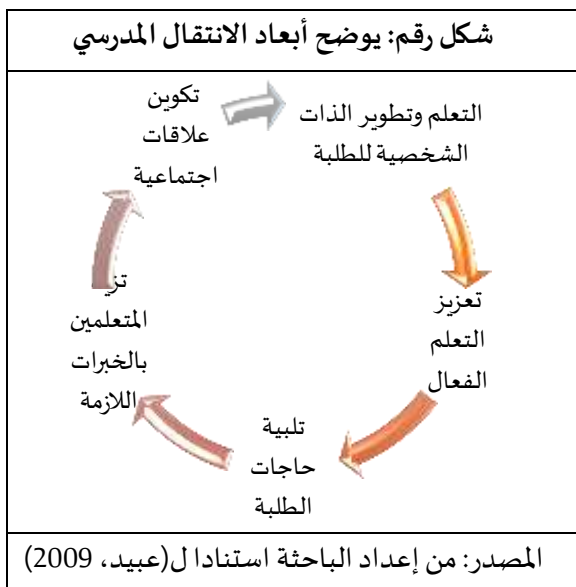 شكل رقم: يوضح أبعاد الانتقال المدرسي
التعلم وتطوير الذات
الشخصية للطلبة
تعزيز
التعلم
الفعال
تلبية
حاجات
الطلبة
المتعلمين
بالخبرات
اللازمة
تكوين
علاقات
اجتماعية
المصدر: من إعداد الباحثة استنادا ل(عبيد، 2009)